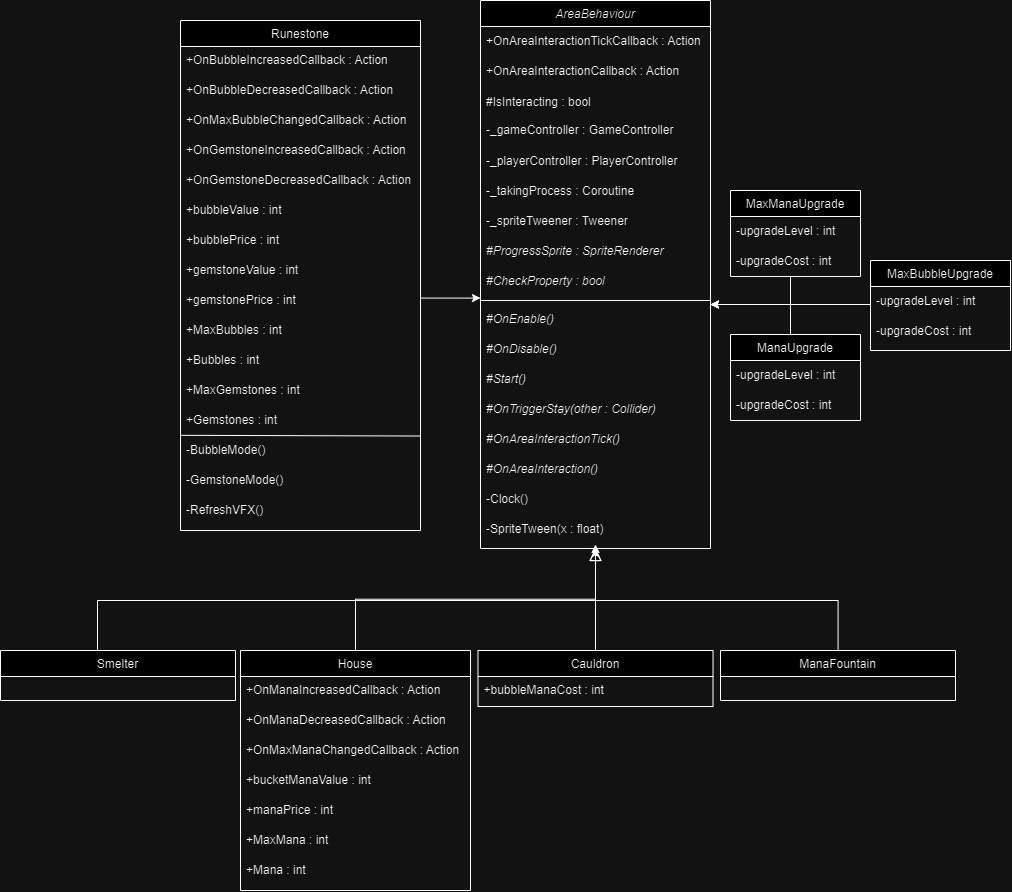 Runestone
+OnBubbleIncreasedCallback : Action
+OnBubbleDecreasedCallback : Action
+OnMaxBubbleChangedCallback : Action
+OnGemstoneIncreasedCallback : Action
+OnGemstoneDecreasedCallback : Action
+bubbleValue : int
+bubblePrice : int
+gemstoneValue : int
+gemstonePrice : int
+MaxBubbles : int
+Bubbles : int
+MaxGemstones : int
+Gemstones : int
-BubbleMode()
-GemstoneMode()
-RefreshVFX()
AreaBehaviour
+OnAreaInteractionTickCallback : Action
+OnAreaInteractionCallback : Action
#IsInteracting : bool
-_gameController : GameController
-_playerController : PlayerController
-_takingProcess : Coroutine
-_spriteTweener : Tweener
#ProgressSprite : SpriteRenderer
#CheckProperty : bool
#OnEnable()
#OnDisable()
#Start()
#OnTriggerStay(other : Collider)
#OnAreaInteractionTick()
#OnAreaInteraction()
-Clock()
-SpriteTween(x : float)
MaxManaUpgrade
-upgradeLevel : int
-upgradeCost : int
MaxBubbleUpgrade
-upgradeLevel : int
-upgradeCost : int
ManaUpgrade
-upgradeLevel : int
-upgradeCost : int
Smelter
House
+OnManaIncreasedCallback : Action
+OnManaDecreasedCallback : Action
+OnMaxManaChangedCallback : Action
+bucketManaValue : int
+manaPrice : int
+MaxMana : int
+Mana : int
Cauldron
+bubbleManaCost : int
ManaFountain